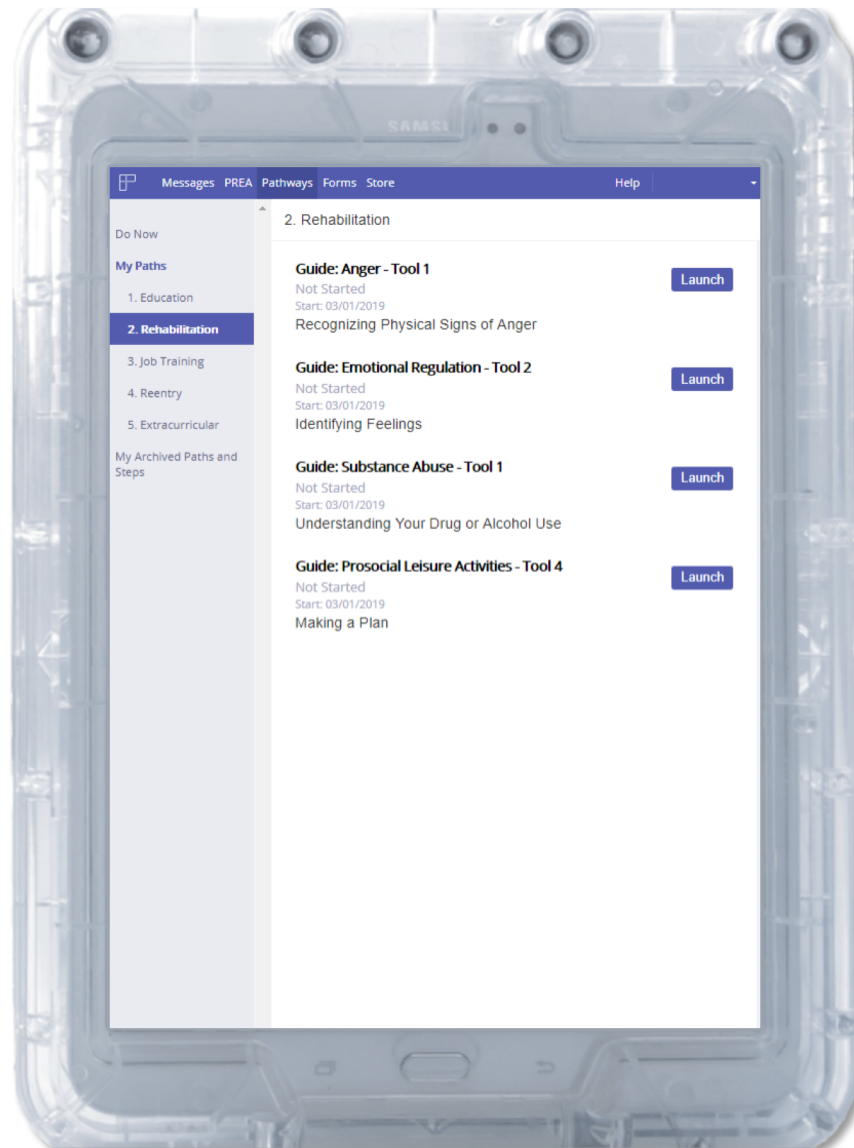 SAMSU
Messages PREA Pathways Forms Store Help
2. Rehabilitation
Do Now
My Paths
1. Education
2. Rehabilitation
3. Job Training
4. Reentry
5. Extracurricular
My Archived Paths and
Steps
Guide: Anger - Tool 1
Launch
Not Started
Start: 03/01/2019
Recognizing Physical Signs of Anger
Guide: Emotional Regulation - Tool 2
Launch
Not Started
Start: 03/01/2019
Identifying Feelings
Guide: Substance Abuse - Tool 1
Launch
Not Started
Start: 03/01/2019
Understanding Your Drug or Alcohol Use
Guide: Prosocial Leisure Activities - Tool 4
Launch
Not Started
Start: 03/01/2019
Making a Plan